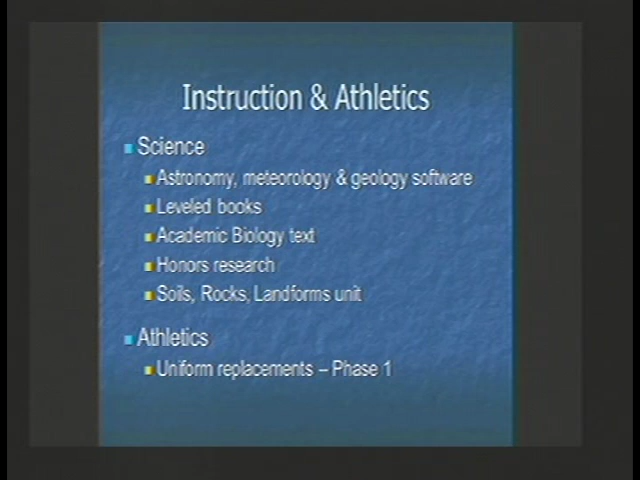 Instruction & Athletics
Science
Astronomy, meteorology & geology software
Leveled books
Academic Biology text
Honors research
Soils, Rocks, Landforms unit
Athletics
Uniform replacements – Phase 1